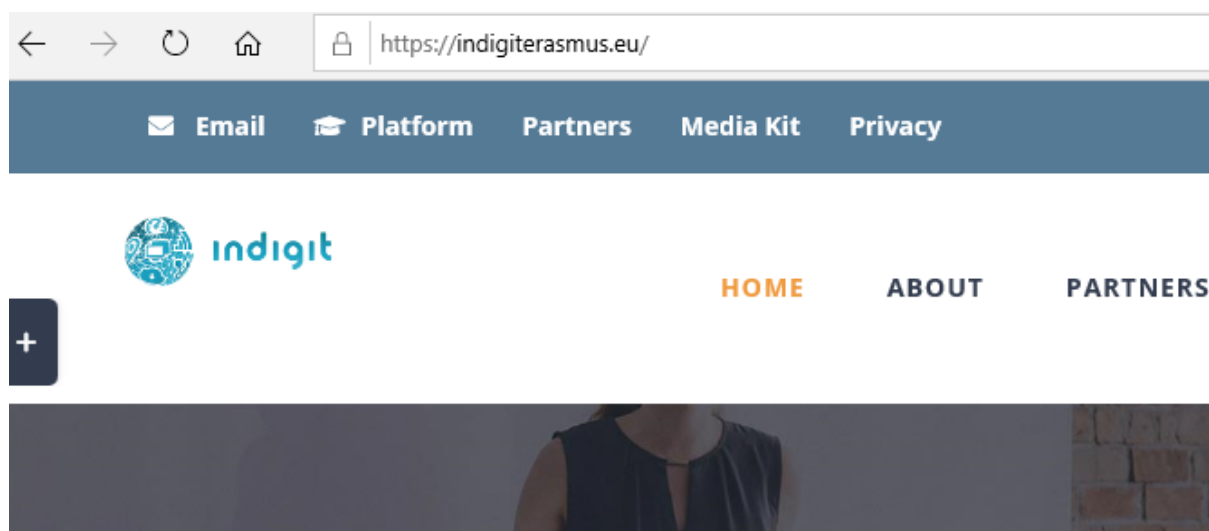 https://indigiterasmus.eu/
Email Platform Partners Media Kit Privacy
indigit
HOME ABOUT PARTNERS
+